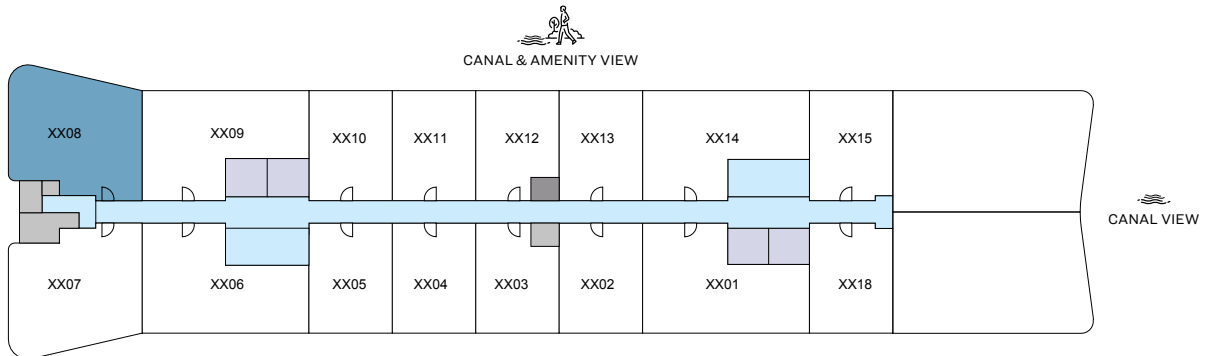 CANAL & AMENITY VIEW
XX08
XX09
XX10
XX11
XX12
XX13
XX14
XX15
CANAL VIEW
XX07
XX06
XX05
XX04
XX03
XX02
XX01
XX18